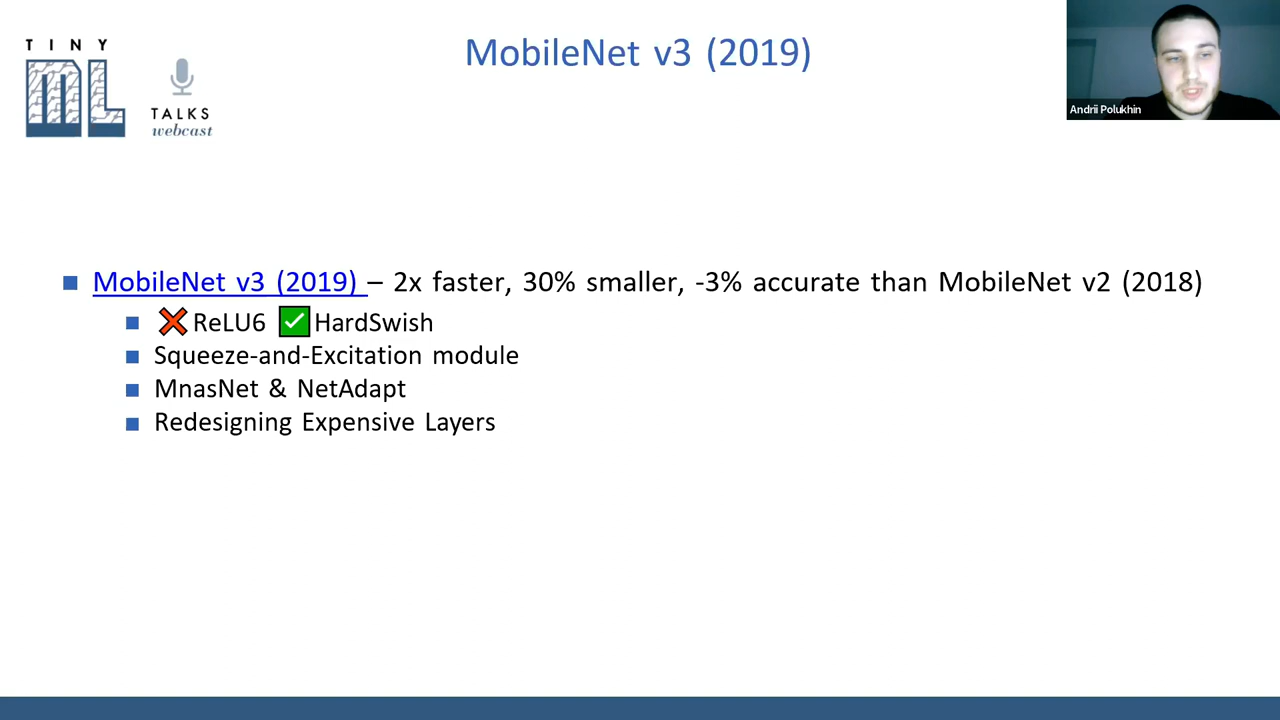 TINY
ML
TALKS
webcast
MobileNet v3 (2019)
Andrii Polukhin
MobileNet v3 (2019) – 2x faster, 30% smaller, -3% accurate than MobileNet v2 (2018)
❌ReLU6 ✅HardSwish
Squeeze-and-Excitation module
MnasNet & NetAdapt
Redesigning Expensive Layers